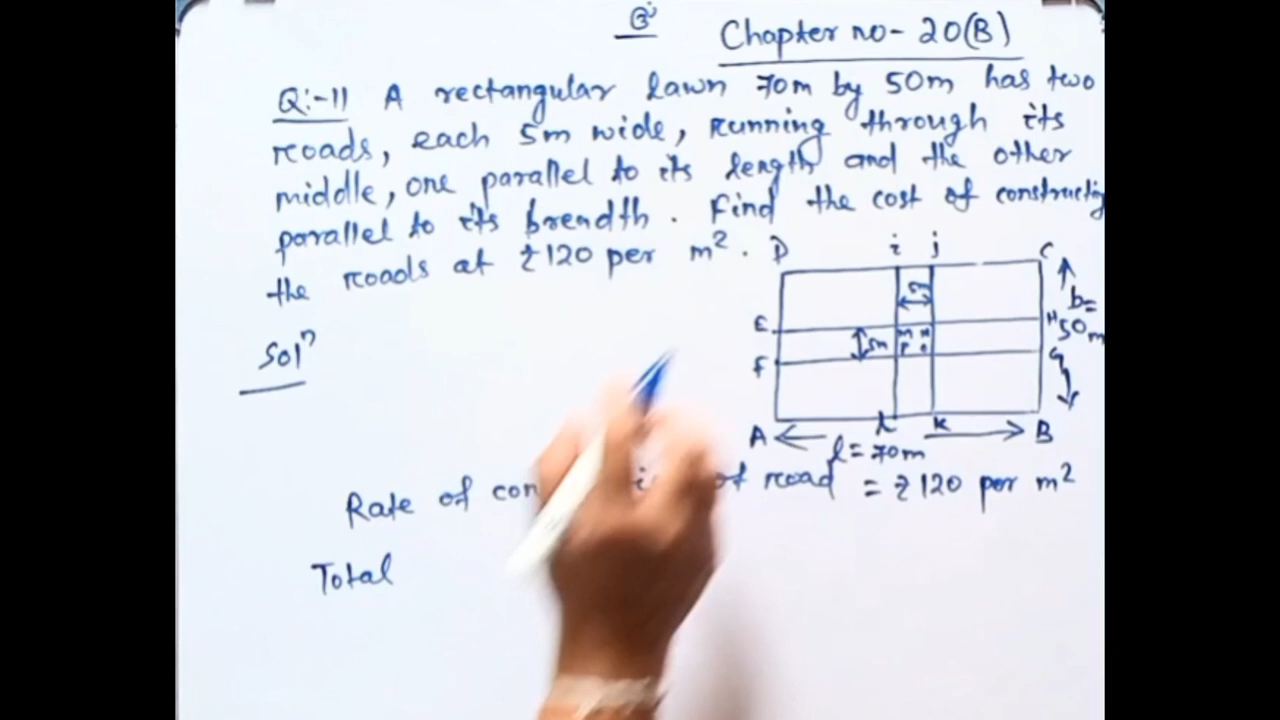 Q:
Chapter no- 20(B)
Q:-11 A rectangular lawn 70m by 50m has two
roads, each 5m wide, running through its
middle, one parallel to its length and the other
parallel to its breadth. Find the cost of constructing
the roads at ₹120 per m².
Solⁿ
D i j C
5m
b=
50m
E H
5m
m n
p o
F G
A l k B
l = 70m
Rate of con of road = ₹120 per m²
Total